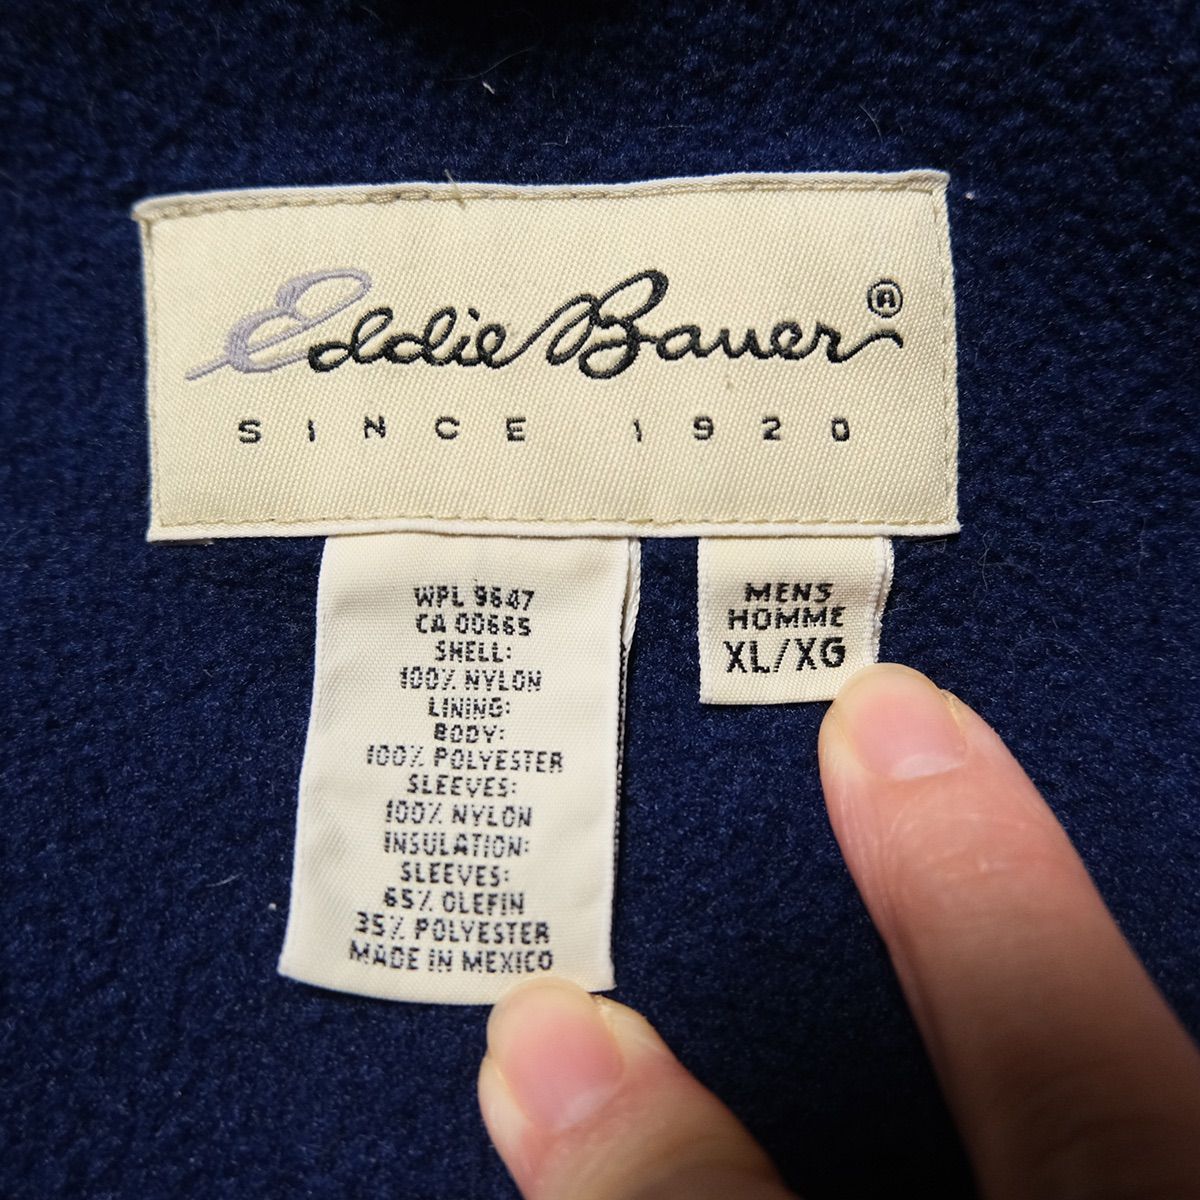 Eddie Bauer®
SINCE 1920
WPL 9647
CA 00665
SHELL:
100% NYLON
LINING:
BODY:
100% POLYESTER
SLEEVES:
100% NYLON
INSULATION:
SLEEVES:
65% OLEFIN
35% POLYESTER
MADE IN MEXICO
MENS
HOMME
XL/XG